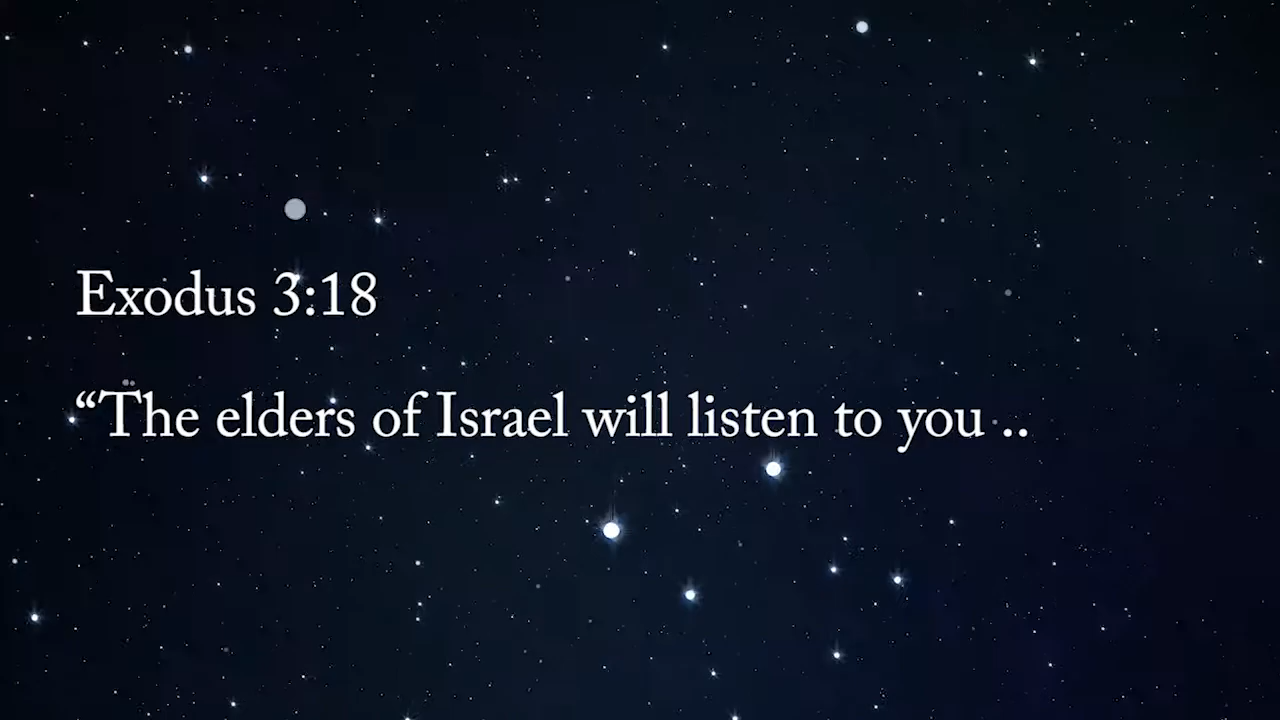 Exodus 3:18
“The elders of Israel will listen to you ..